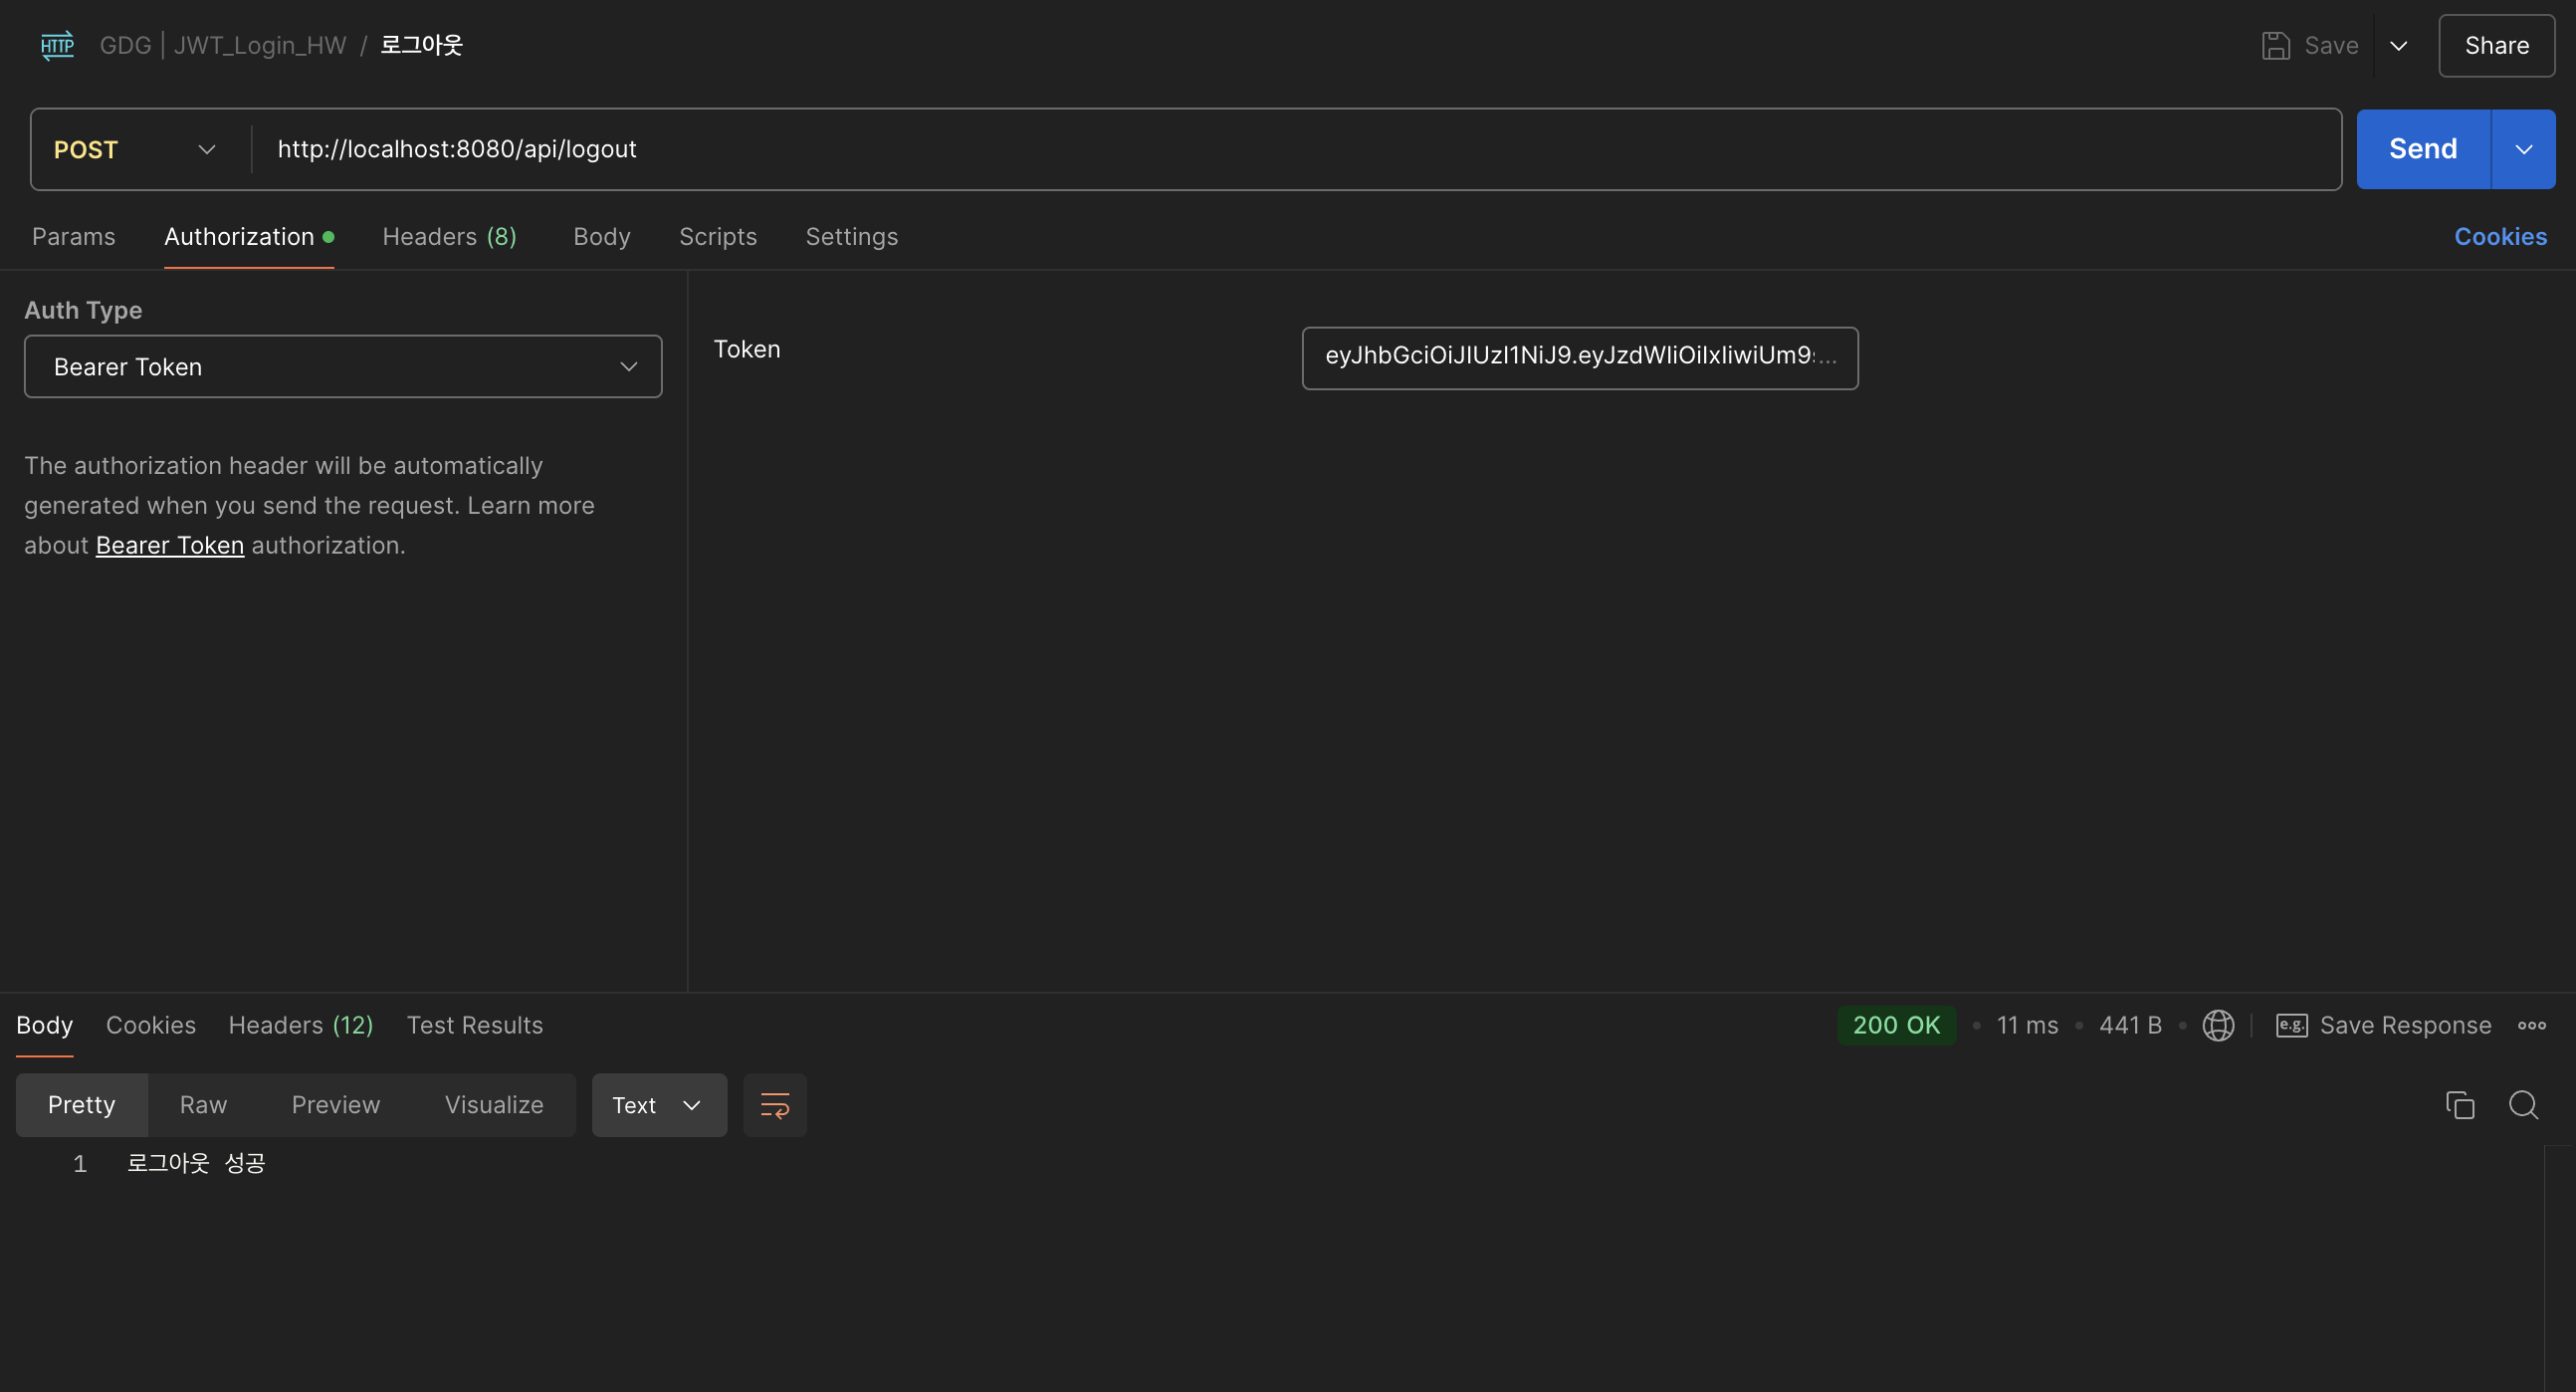 HTTP GDG | JWT_Login_HW / 로그아웃 Save Share
POST http://localhost:8080/api/logout Send
Params Authorization Headers (8) Body Scripts Settings Cookies
Auth Type
Bearer Token
Token eyJhbGciOiJIUzI1NiJ9.eyJzdWIiOiIxIiwiUm9...
The authorization header will be automatically
generated when you send the request. Learn more
about Bearer Token authorization.
Body Cookies Headers (12) Test Results 200 OK • 11 ms • 441 B • e.g. Save Response
Pretty Raw Preview Visualize Text
1 로그아웃 성공